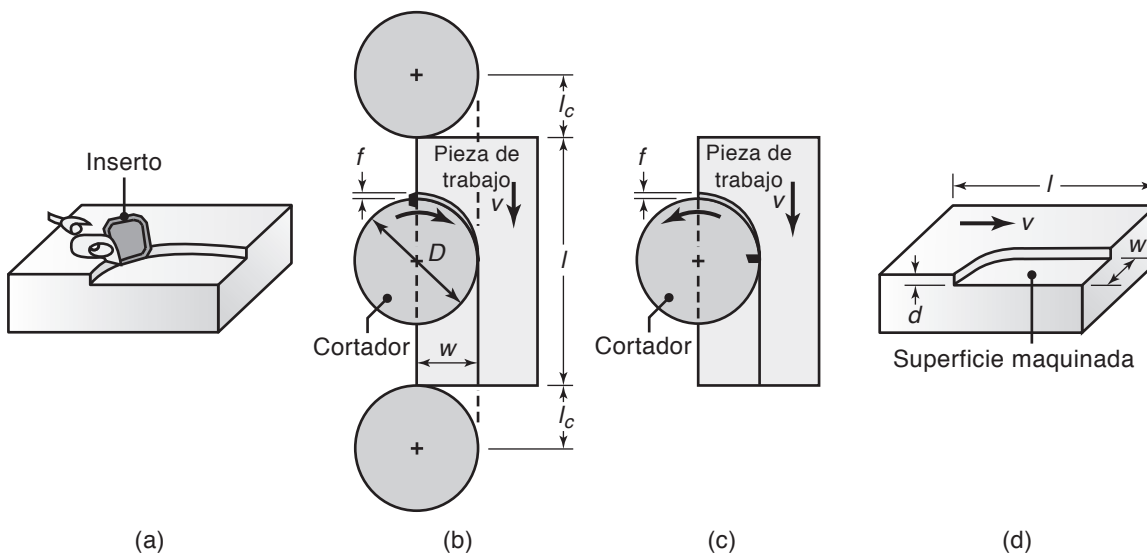 Inserto
(a)
l_c
f
Pieza de
trabajo
v
D
l
Cortador
w
l_c
(b)
f
Pieza de
trabajo
v
Cortador
(c)
l
v
w
d
Superficie maquinada
(d)